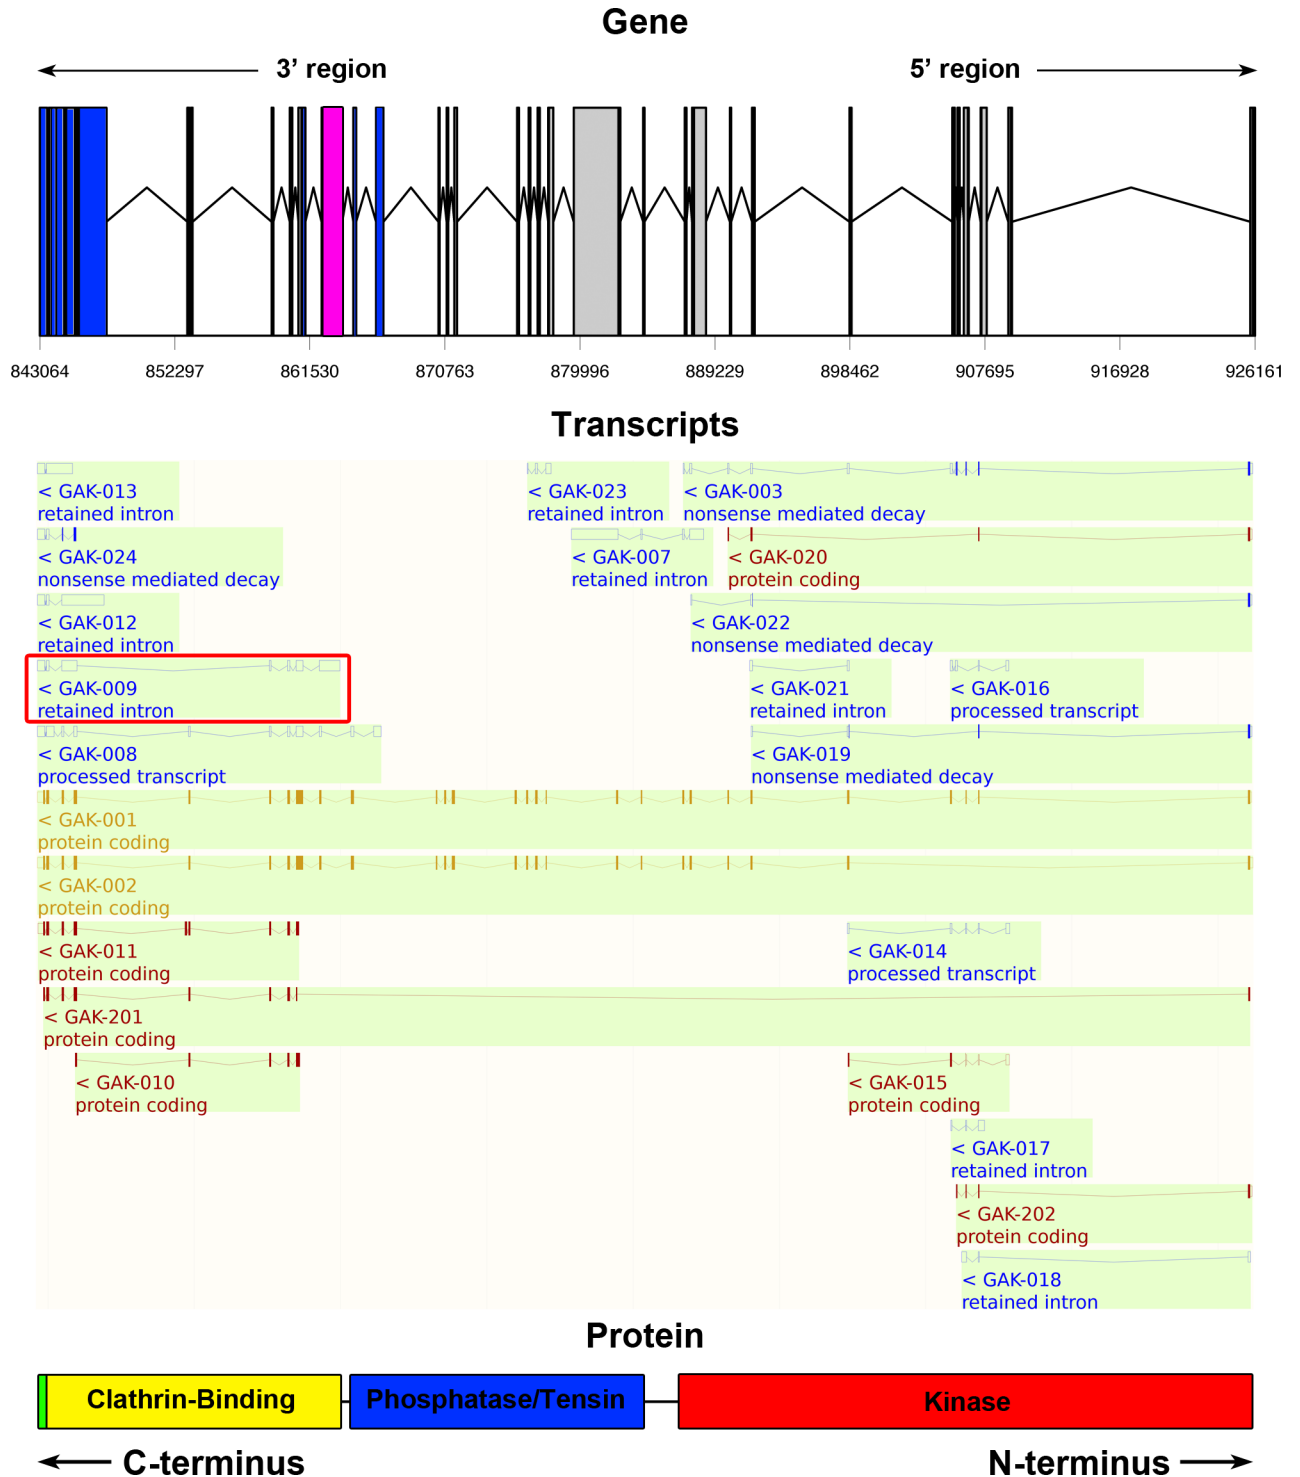 Gene
3’ region
5’ region
843064 852297 861530 870763 879996 889229 898462 907695 916928 926161
Transcripts
< GAK-013
retained intron
< GAK-023
retained intron
< GAK-003
nonsense mediated decay
< GAK-024
nonsense mediated decay
< GAK-007
retained intron
< GAK-020
protein coding
< GAK-012
retained intron
< GAK-022
nonsense mediated decay
< GAK-009
retained intron
< GAK-021
retained intron
< GAK-016
processed transcript
< GAK-008
processed transcript
< GAK-019
nonsense mediated decay
< GAK-001
protein coding
< GAK-002
protein coding
< GAK-011
protein coding
< GAK-014
processed transcript
< GAK-201
protein coding
< GAK-010
protein coding
< GAK-015
protein coding
< GAK-017
retained intron
< GAK-202
protein coding
< GAK-018
retained intron
Protein
Clathrin-Binding
Phosphatase/Tensin
Kinase
C-terminus
N-terminus